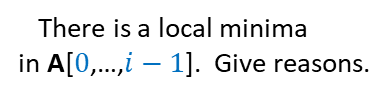 There is a local minima
in A[0,…,i − 1]. Give reasons.